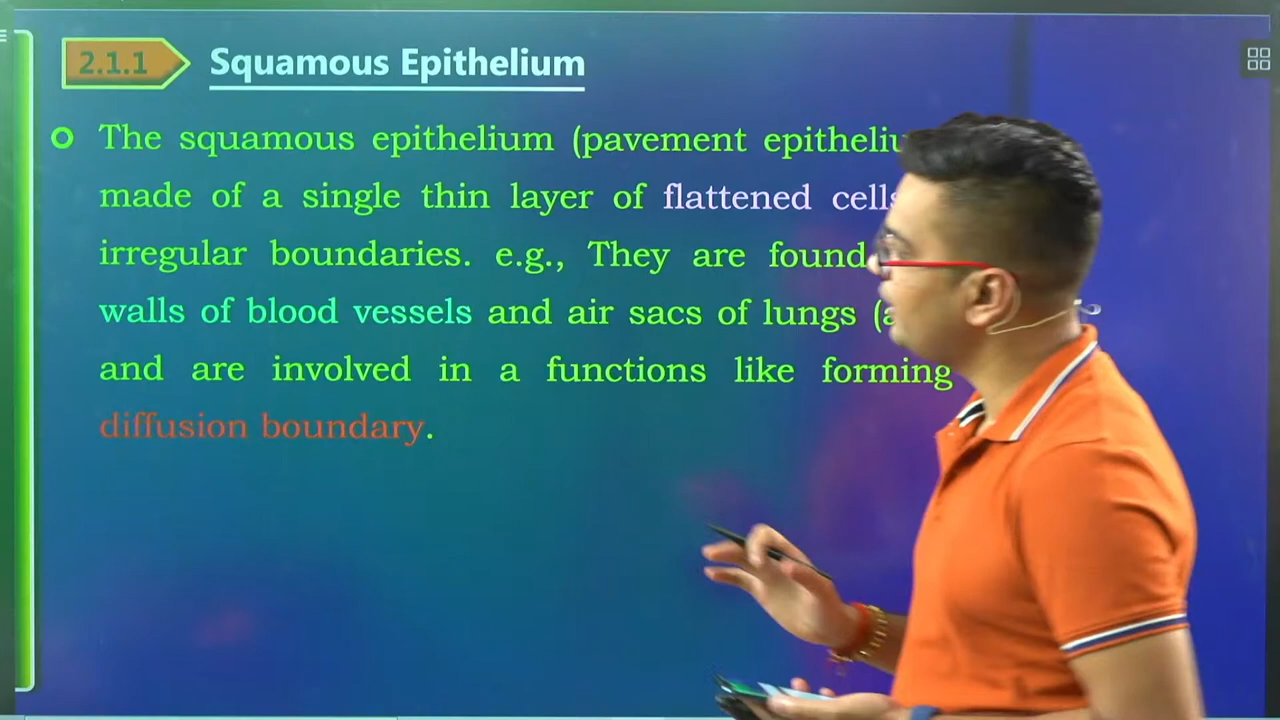 2.1.1 Squamous Epithelium
The squamous epithelium (pavement
made of a single thin layer of flattened
irregular boundaries. e.g., They are found
walls of blood vessels and air sacs of lungs
and are involved in a functions like forming
diffusion boundary.